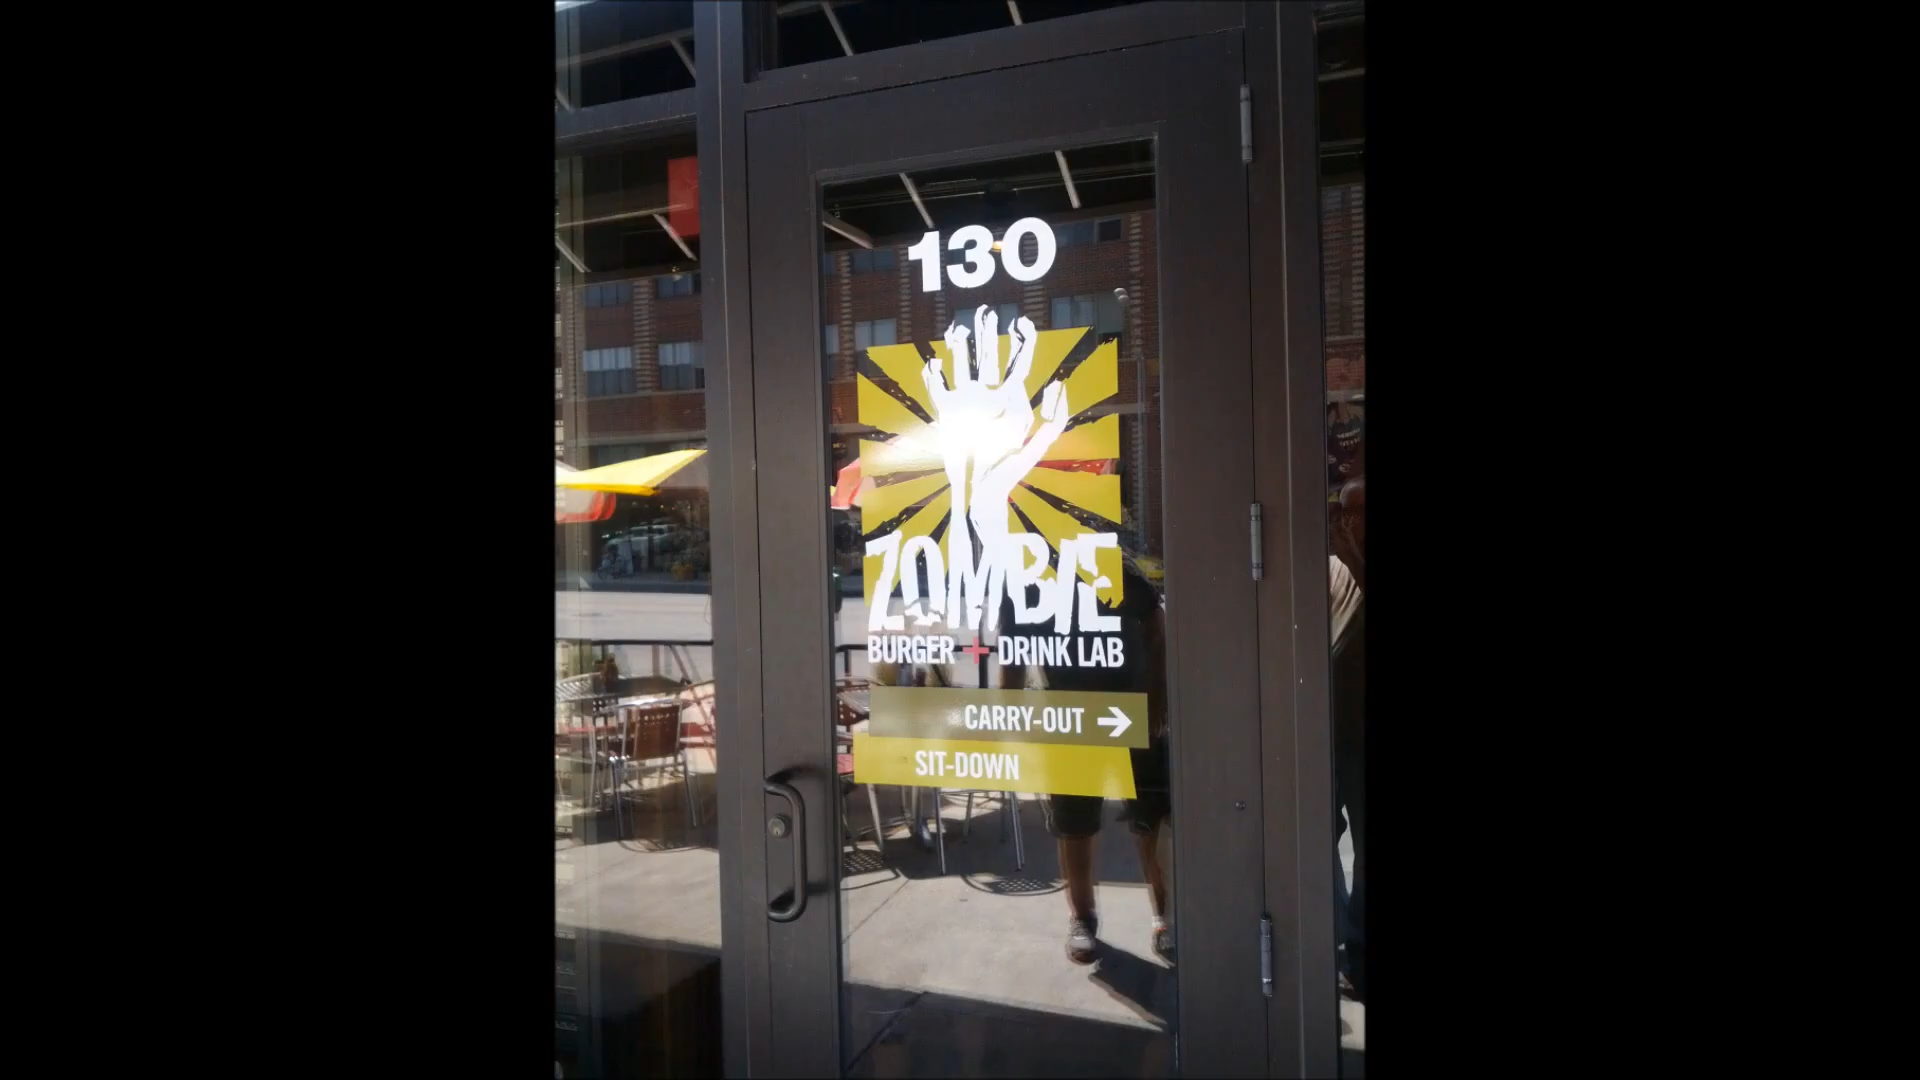 130
ZOMBIE
BURGER + DRINK LAB
CARRY-OUT →
SIT-DOWN